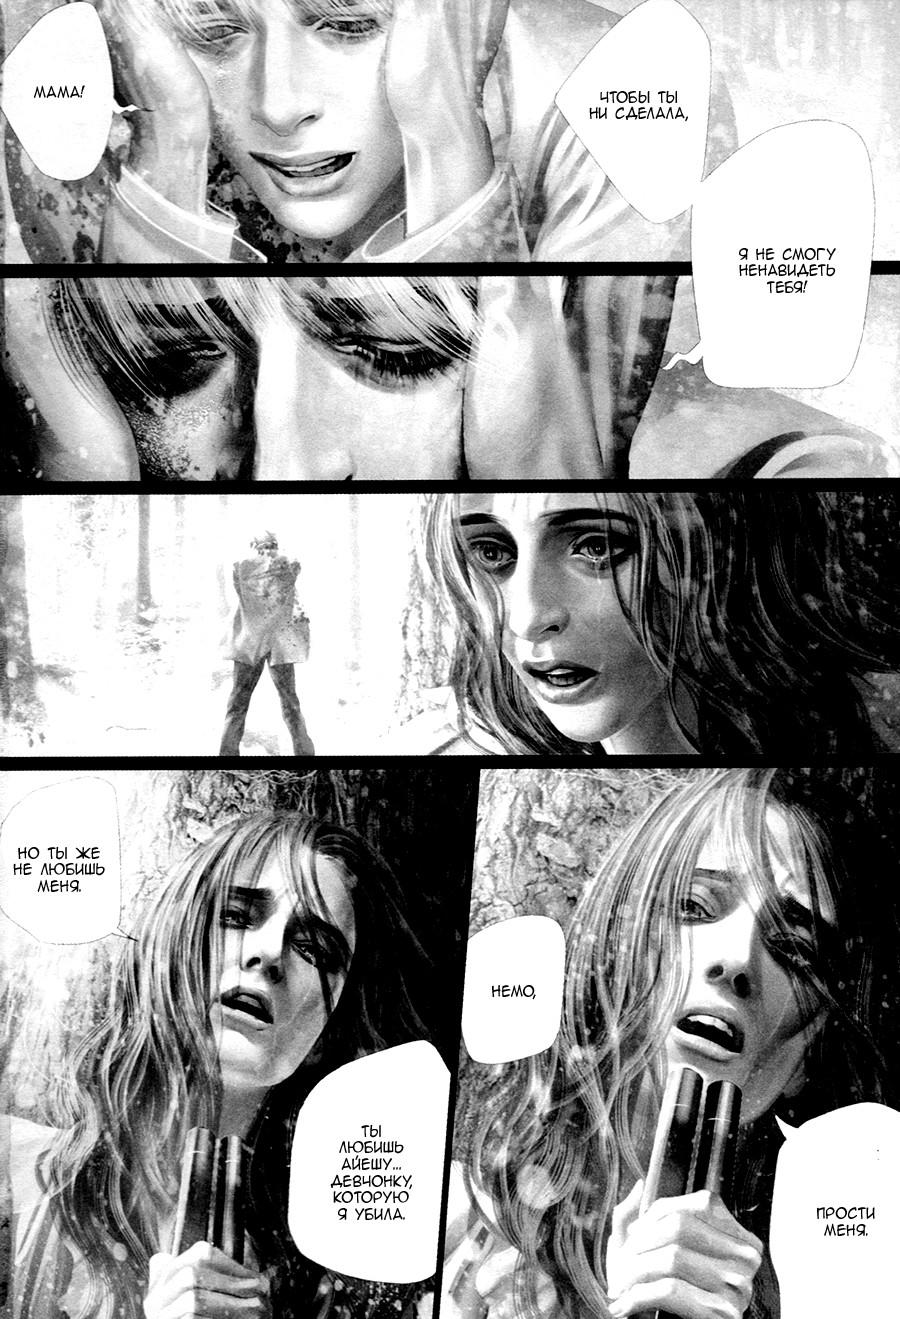 МАМА!
ЧТОБЫ ТЫ
НИ СДЕЛАЛА,
Я НЕ СМОГУ
НЕНАВИДЕТЬ
ТЕБЯ!
НО ТЫ ЖЕ
НЕ ЛЮБИШЬ
МЕНЯ.
ТЫ
ЛЮБИШЬ
АЙЕШУ...
ДЕВЧОНКУ,
КОТОРУЮ
Я УБИЛА.
НЕМО,
ПРОСТИ
МЕНЯ.